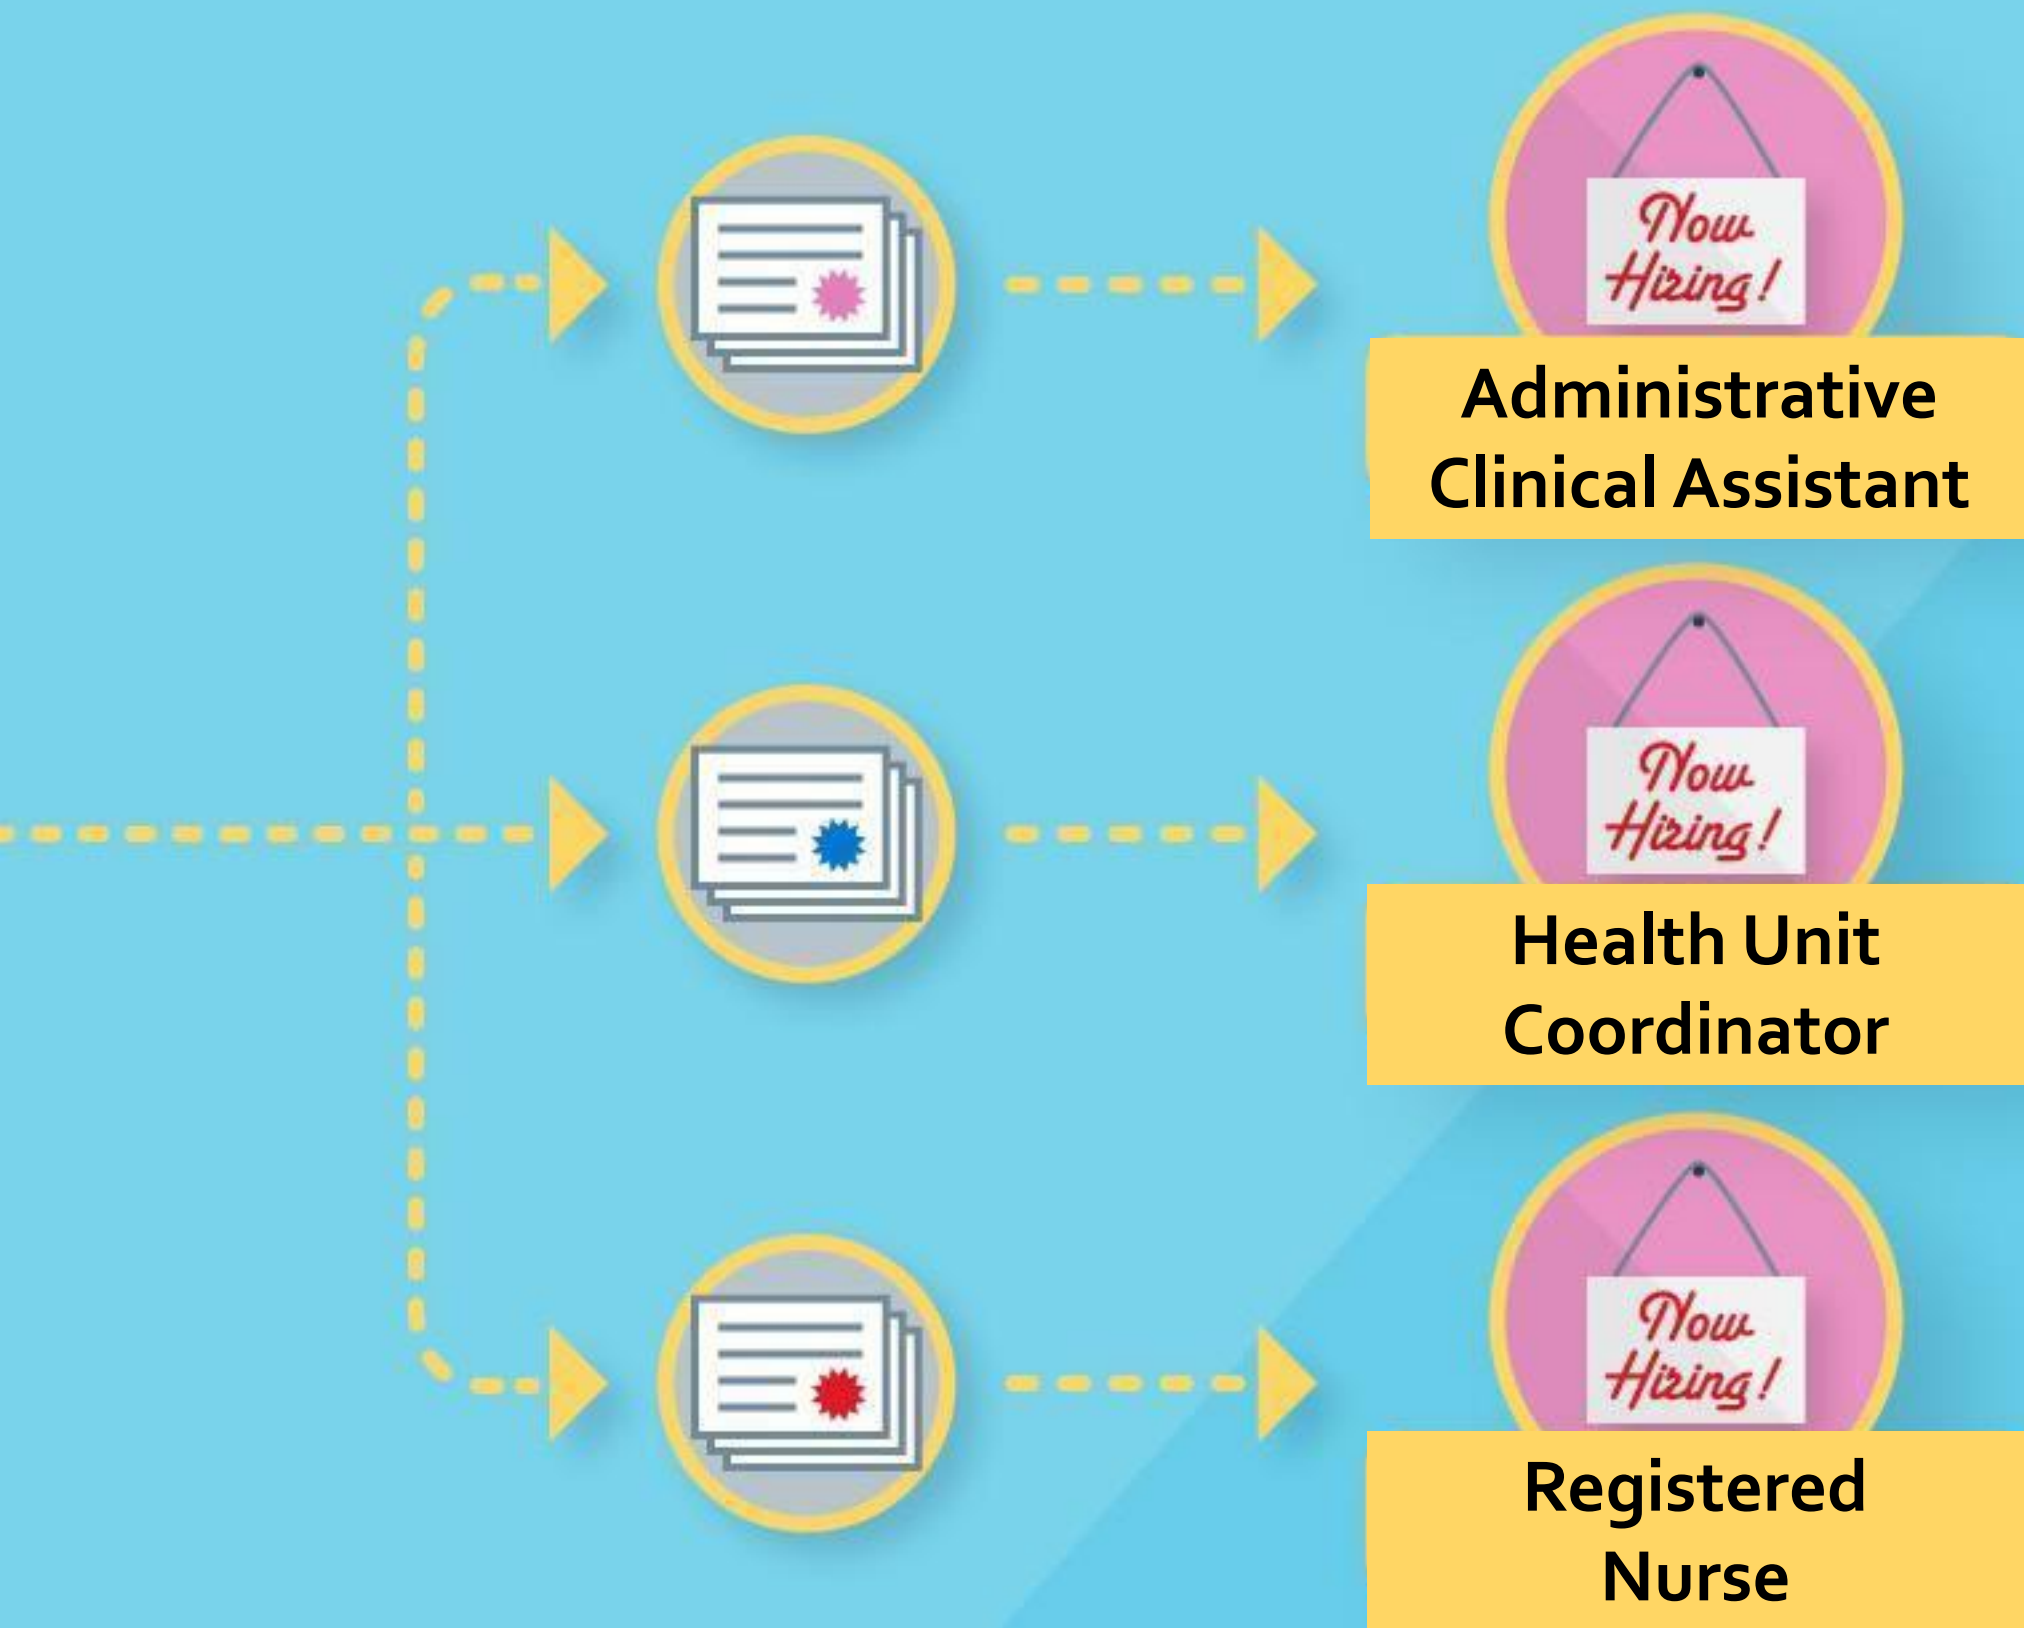 Now
Hiring!
Administrative
Clinical Assistant
Now
Hiring!
Health Unit
Coordinator
Now
Hiring!
Registered
Nurse